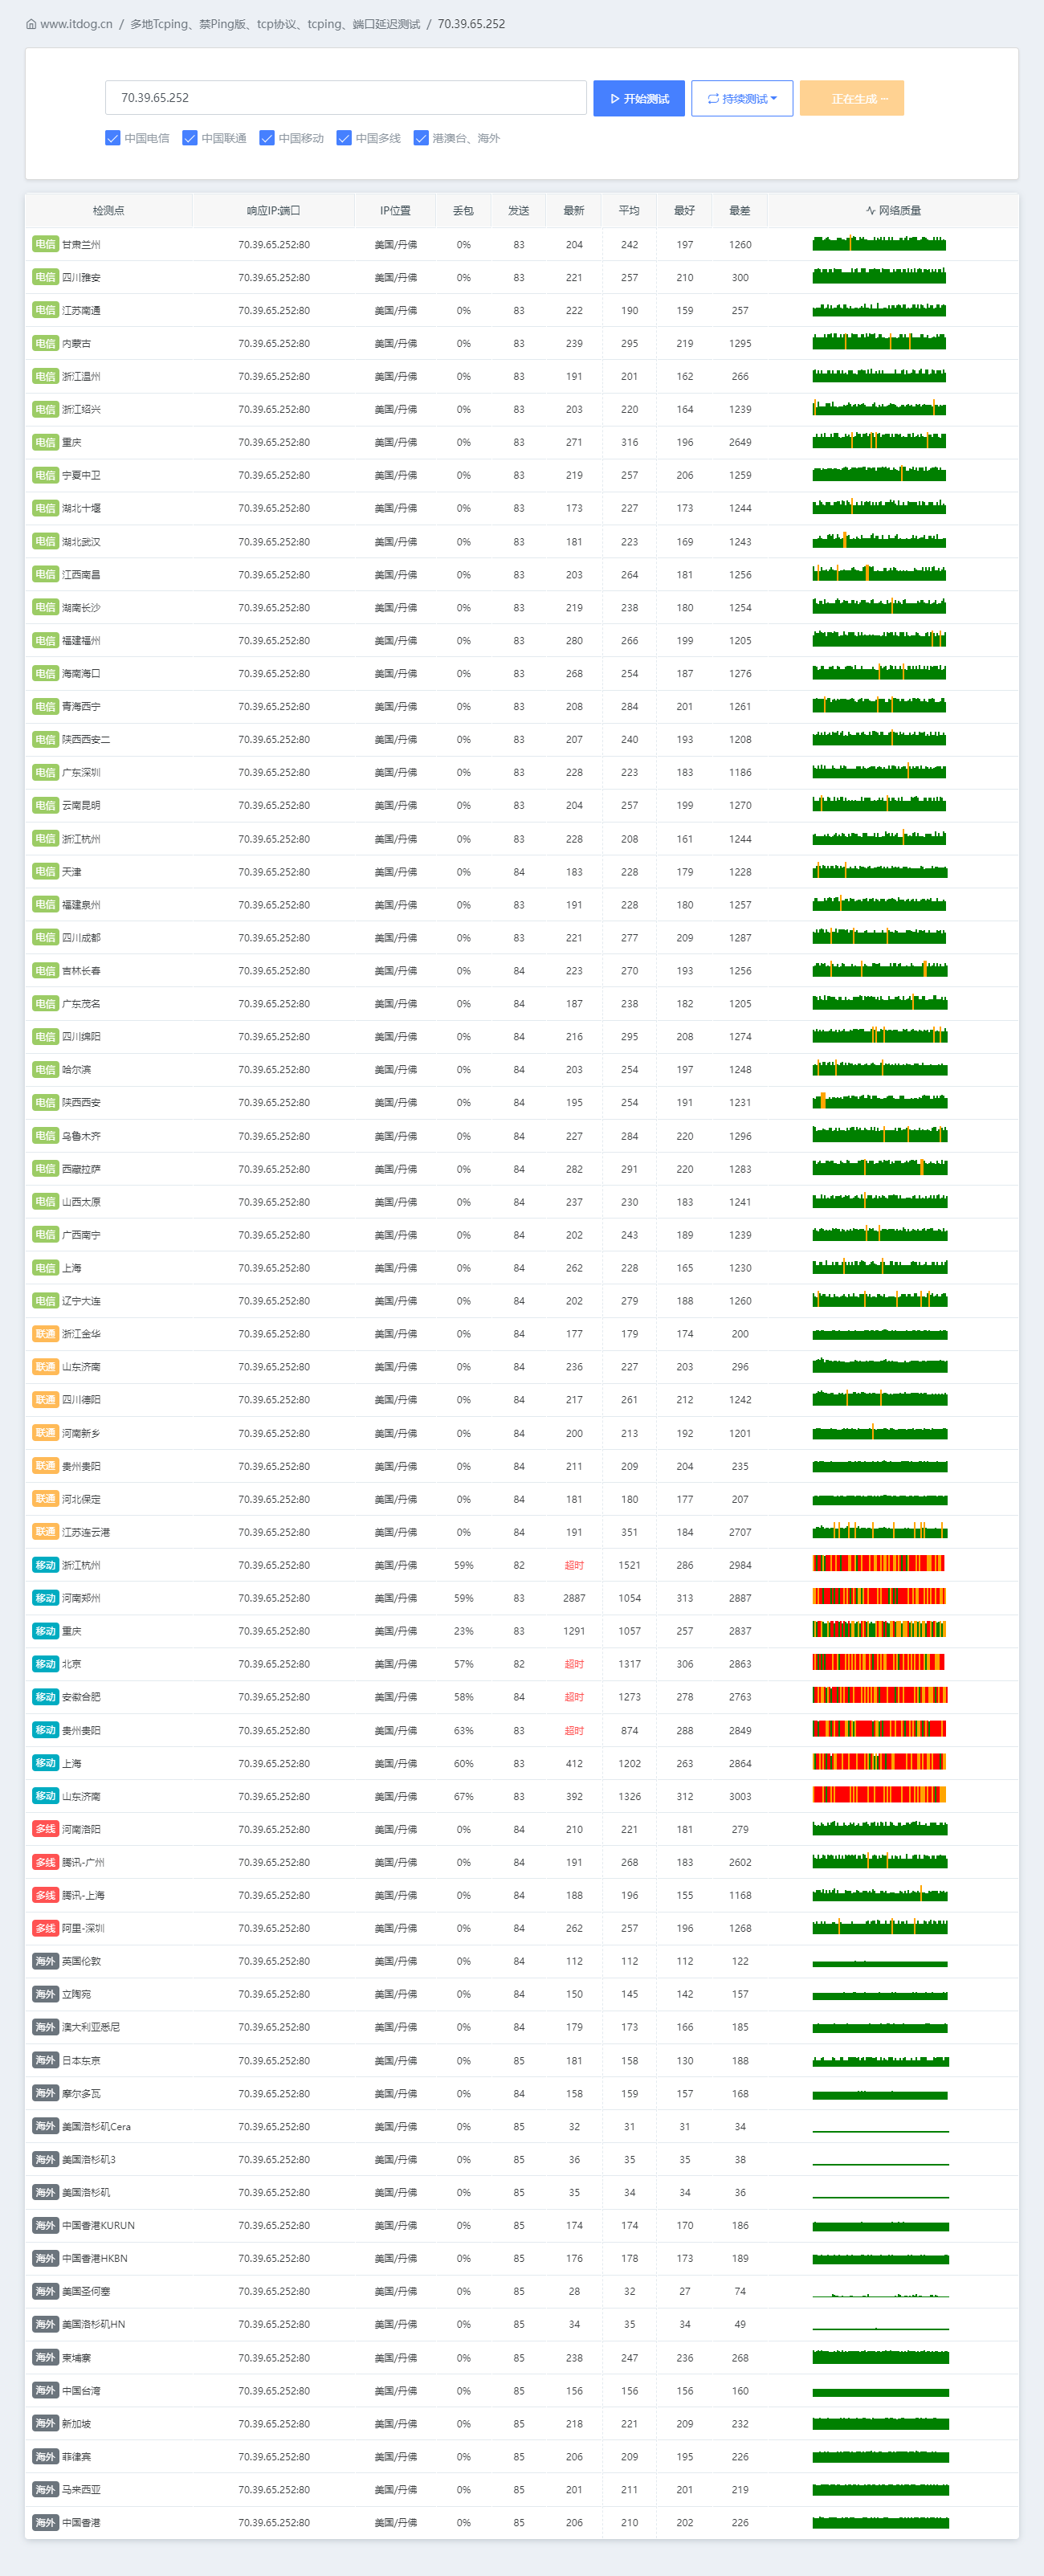 www.itdog.cn / 多地Tcping、禁Ping版、tcp协议、tcping、端口延迟测试 / 70.39.65.252
70.39.65.252 开始测试 持续测试 正在生成 ...
中国电信 中国联通 中国移动 中国多线 港澳台、海外
检测点 响应IP:端口 IP位置 丢包 发送 最新 平均 最好 最差 网络质量
电信 甘肃兰州 70.39.65.252:80 美国/丹佛 0% 83 204 242 197 1260
电信 四川雅安 70.39.65.252:80 美国/丹佛 0% 83 221 257 210 300
电信 江苏南通 70.39.65.252:80 美国/丹佛 0% 83 222 190 159 257
电信 内蒙古 70.39.65.252:80 美国/丹佛 0% 83 239 295 219 1295
电信 浙江温州 70.39.65.252:80 美国/丹佛 0% 83 191 201 162 266
电信 浙江绍兴 70.39.65.252:80 美国/丹佛 0% 83 203 220 164 1239
电信 重庆 70.39.65.252:80 美国/丹佛 0% 83 271 316 196 2649
电信 宁夏中卫 70.39.65.252:80 美国/丹佛 0% 83 219 257 206 1259
电信 湖北十堰 70.39.65.252:80 美国/丹佛 0% 83 173 227 173 1244
电信 湖北武汉 70.39.65.252:80 美国/丹佛 0% 83 181 223 169 1243
电信 江西南昌 70.39.65.252:80 美国/丹佛 0% 83 203 264 181 1256
电信 湖南长沙 70.39.65.252:80 美国/丹佛 0% 83 219 238 180 1254
电信 福建福州 70.39.65.252:80 美国/丹佛 0% 83 280 266 199 1205
电信 海南海口 70.39.65.252:80 美国/丹佛 0% 83 268 254 187 1276
电信 青海西宁 70.39.65.252:80 美国/丹佛 0% 83 208 284 201 1261
电信 陕西西安二 70.39.65.252:80 美国/丹佛 0% 83 207 240 193 1208
电信 广东深圳 70.39.65.252:80 美国/丹佛 0% 83 228 223 183 1186
电信 云南昆明 70.39.65.252:80 美国/丹佛 0% 83 204 257 199 1270
电信 浙江杭州 70.39.65.252:80 美国/丹佛 0% 83 228 208 161 1244
电信 天津 70.39.65.252:80 美国/丹佛 0% 84 183 228 179 1228
电信 福建泉州 70.39.65.252:80 美国/丹佛 0% 83 191 228 180 1257
电信 四川成都 70.39.65.252:80 美国/丹佛 0% 83 221 277 209 1287
电信 吉林长春 70.39.65.252:80 美国/丹佛 0% 84 223 270 193 1256
电信 广东茂名 70.39.65.252:80 美国/丹佛 0% 84 187 238 182 1205
电信 四川绵阳 70.39.65.252:80 美国/丹佛 0% 84 216 295 208 1274
电信 哈尔滨 70.39.65.252:80 美国/丹佛 0% 84 203 254 197 1248
电信 陕西西安 70.39.65.252:80 美国/丹佛 0% 84 195 254 191 1231
电信 乌鲁木齐 70.39.65.252:80 美国/丹佛 0% 84 227 284 220 1296
电信 西藏拉萨 70.39.65.252:80 美国/丹佛 0% 84 282 291 220 1283
电信 山西太原 70.39.65.252:80 美国/丹佛 0% 84 237 230 183 1241
电信 广西南宁 70.39.65.252:80 美国/丹佛 0% 84 202 243 189 1239
电信 上海 70.39.65.252:80 美国/丹佛 0% 84 262 228 165 1230
电信 辽宁大连 70.39.65.252:80 美国/丹佛 0% 84 202 279 188 1260
联通 浙江金华 70.39.65.252:80 美国/丹佛 0% 84 177 179 174 200
联通 山东济南 70.39.65.252:80 美国/丹佛 0% 84 236 227 203 296
联通 四川德阳 70.39.65.252:80 美国/丹佛 0% 84 217 261 212 1242
联通 河南新乡 70.39.65.252:80 美国/丹佛 0% 84 200 213 192 1201
联通 贵州贵阳 70.39.65.252:80 美国/丹佛 0% 84 211 209 204 235
联通 河北保定 70.39.65.252:80 美国/丹佛 0% 84 181 180 177 207
联通 江苏连云港 70.39.65.252:80 美国/丹佛 0% 84 191 351 184 2707
移动 浙江杭州 70.39.65.252:80 美国/丹佛 59% 82 超时 1521 286 2984
移动 河南郑州 70.39.65.252:80 美国/丹佛 59% 83 2887 1054 313 2887
移动 重庆 70.39.65.252:80 美国/丹佛 23% 83 1291 1057 257 2837
移动 北京 70.39.65.252:80 美国/丹佛 57% 82 超时 1317 306 2863
移动 安徽合肥 70.39.65.252:80 美国/丹佛 58% 84 超时 1273 278 2763
移动 贵州贵阳 70.39.65.252:80 美国/丹佛 63% 83 超时 874 288 2849
移动 上海 70.39.65.252:80 美国/丹佛 60% 83 412 1202 263 2864
移动 山东济南 70.39.65.252:80 美国/丹佛 67% 83 392 1326 312 3003
多线 河南洛阳 70.39.65.252:80 美国/丹佛 0% 84 210 221 181 279
多线 腾讯-广州 70.39.65.252:80 美国/丹佛 0% 84 191 268 183 2602
多线 腾讯-上海 70.39.65.252:80 美国/丹佛 0% 84 188 196 155 1168
多线 阿里-深圳 70.39.65.252:80 美国/丹佛 0% 84 262 257 196 1268
海外 英国伦敦 70.39.65.252:80 美国/丹佛 0% 84 112 112 112 122
海外 立陶宛 70.39.65.252:80 美国/丹佛 0% 84 150 145 142 157
海外 澳大利亚悉尼 70.39.65.252:80 美国/丹佛 0% 84 179 173 166 185
海外 日本东京 70.39.65.252:80 美国/丹佛 0% 85 181 158 130 188
海外 摩尔多瓦 70.39.65.252:80 美国/丹佛 0% 84 158 159 157 168
海外 美国洛杉矶Cera 70.39.65.252:80 美国/丹佛 0% 85 32 31 31 34
海外 美国洛杉矶3 70.39.65.252:80 美国/丹佛 0% 85 36 35 35 38
海外 美国洛杉矶 70.39.65.252:80 美国/丹佛 0% 85 35 34 34 36
海外 中国香港KURUN 70.39.65.252:80 美国/丹佛 0% 85 174 174 170 186
海外 中国香港HKBN 70.39.65.252:80 美国/丹佛 0% 85 176 178 173 189
海外 美国圣何塞 70.39.65.252:80 美国/丹佛 0% 85 28 32 27 74
海外 美国洛杉矶HN 70.39.65.252:80 美国/丹佛 0% 85 34 35 34 49
海外 柬埔寨 70.39.65.252:80 美国/丹佛 0% 85 238 247 236 268
海外 中国台湾 70.39.65.252:80 美国/丹佛 0% 85 156 156 156 160
海外 新加坡 70.39.65.252:80 美国/丹佛 0% 85 218 221 209 232
海外 菲律宾 70.39.65.252:80 美国/丹佛 0% 85 206 209 195 226
海外 马来西亚 70.39.65.252:80 美国/丹佛 0% 85 201 211 201 219
海外 中国香港 70.39.65.252:80 美国/丹佛 0% 85 206 210 202 226